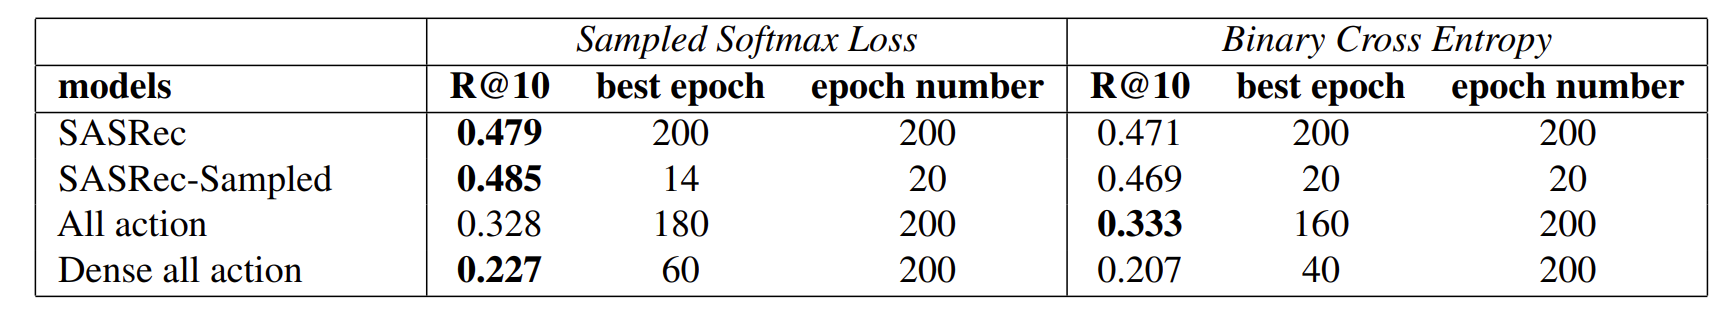 Sampled Softmax Loss Binary Cross Entropy
models R@10 best epoch epoch number R@10 best epoch epoch number
SASRec 0.479 200 200 0.471 200 200
SASRec-Sampled 0.485 14 20 0.469 20 20
All action 0.328 180 200 0.333 160 200
Dense all action 0.227 60 200 0.207 40 200